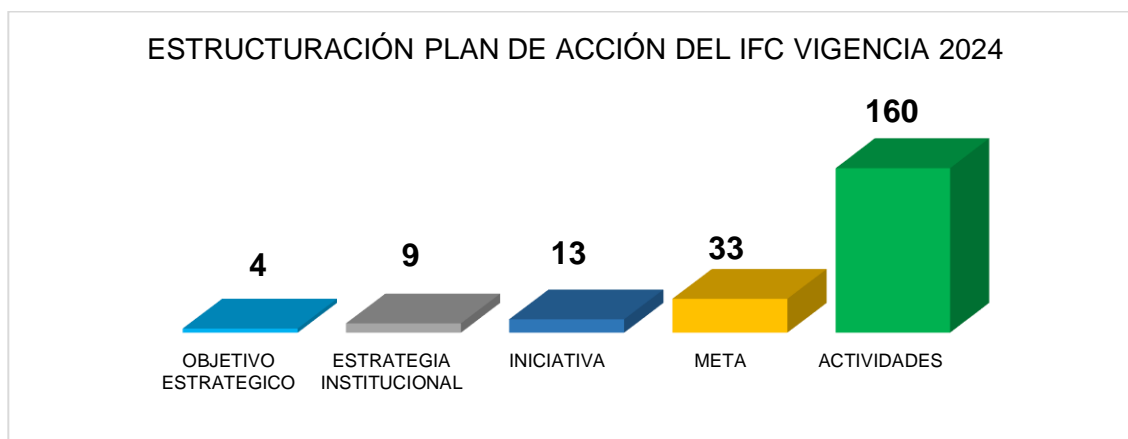 ESTRUCTURACIÓN PLAN DE ACCIÓN DEL IFC VIGENCIA 2024
160
4
9
13
33
OBJETIVO
ESTRATEGICO
ESTRATEGIA
INSTITUCIONAL
INICIATIVA
META
ACTIVIDADES